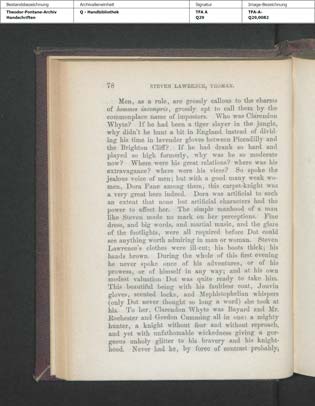 Bestandsbezeichnung
Archivalieneinheit
Signatur
Image-Bezeichnung
Theodor-Fontane-Archiv
Handschriften
Q - Handbibliothek
TFA A
Q29
TFA-A-
Q29,0082
78
STEVEN LAWRENCE, YEOMAN.
Men, as a rule, are grossly callous to the charms
of hommes incompris, grossly apt to call them by the
commonplace name of impostors. Who was Clarendon
Whyte? If he had been a tiger slayer in the jungle,
why didn't he hunt a bit in England instead of divid-
ing his time in lavender gloves between Piccadilly and
the Brighton Cliff? If he had drank so hard and
played so high formerly, why was he so moderate
now? Where were his great relations? where was his
extravagance? where were his vices? So spoke the
jealous voice of men; but with a good many weak wo-
men, Dora Fane among them, this carpet-knight was
a very great hero indeed. Dora was artificial to such
an extent that none but artificial characters had the
power to affect her. The simple manhood of a man
like Steven made no mark on her perceptions. Fine
dress, and big words, and martial music, and the glare
of the footlights, were all required before Dot could
see anything worth admiring in man or woman. Steven
Lawrence's clothes were ill-cut; his boots thick; his
hands brown. During the whole of this first evening
he never spoke once of his adventures, or of his
prowess, or of himself in any way; and at his own
modest valuation Dot was quite ready to take him.
This beautiful being with his faultless coat, Jouvin
gloves, scented locks, and Mephistophelian whispers
(only Dot never thought so long a word) she took at
his. To her, Clarendon Whyte was Bayard and Mr.
Rochester and Gordon Cumming all in one: a mighty
hunter, a knight without fear and without reproach,
and yet with unfathomable wickedness giving a gor-
geous unholy glitter to his bravery and his knight-
hood. Never had he, by force of contrast probably,